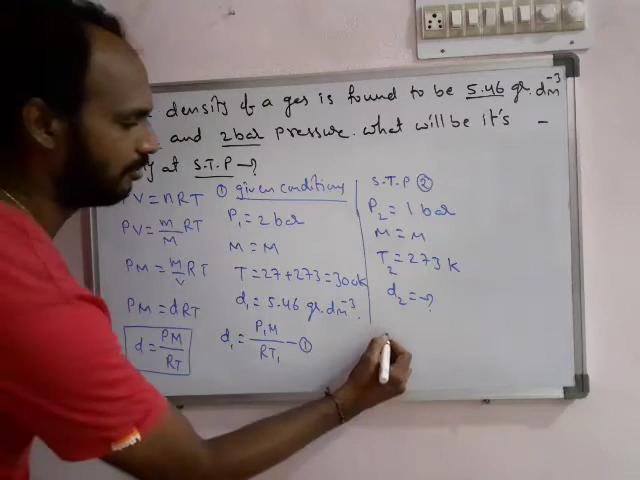 density of a gas is found to be 5.46 gr.dm⁻³
and 2bar pressure. what will be it's –
at S.T.P →?
V = nRT
PV = m/M RT
PM = m/V RT
PM = dRT
d = PM/RT
① given conditions
P₁ = 2 bar
M = M
T = 27+273 = 300k
d₁ = 5.46 gr.dm⁻³.
d₁ = P₁M/RT₁ –①
S.T.P ②
P₂ = 1 bar
M = M
T₂ = 273 k
d₂ = →?